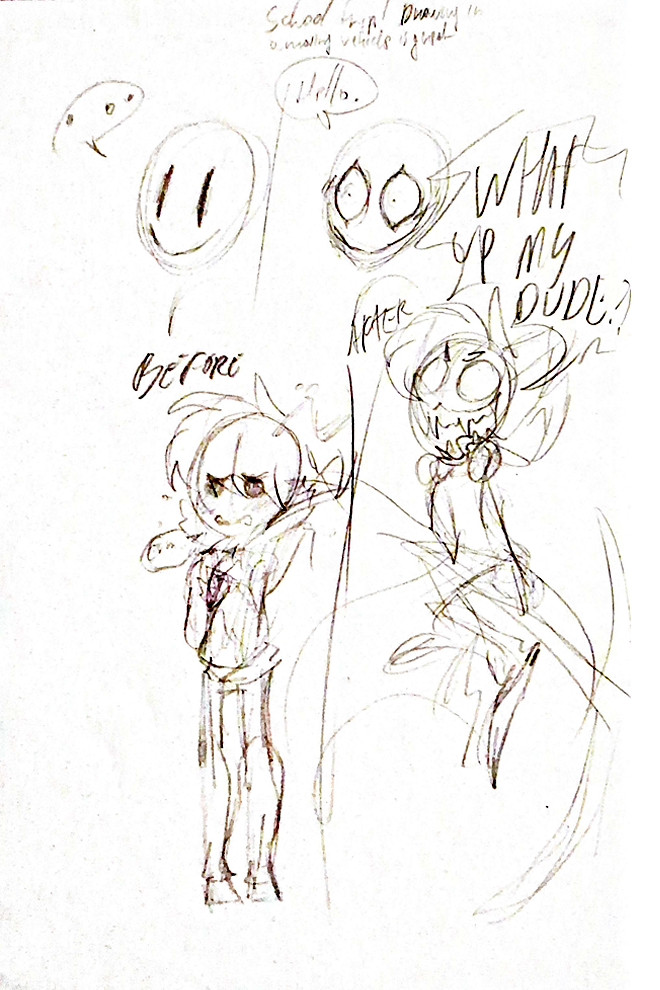 School trip! Drawing in
a moving vehicle is great
...
Hello.
WHAT
UP MY
DUDE?
BEFORE
AFTER